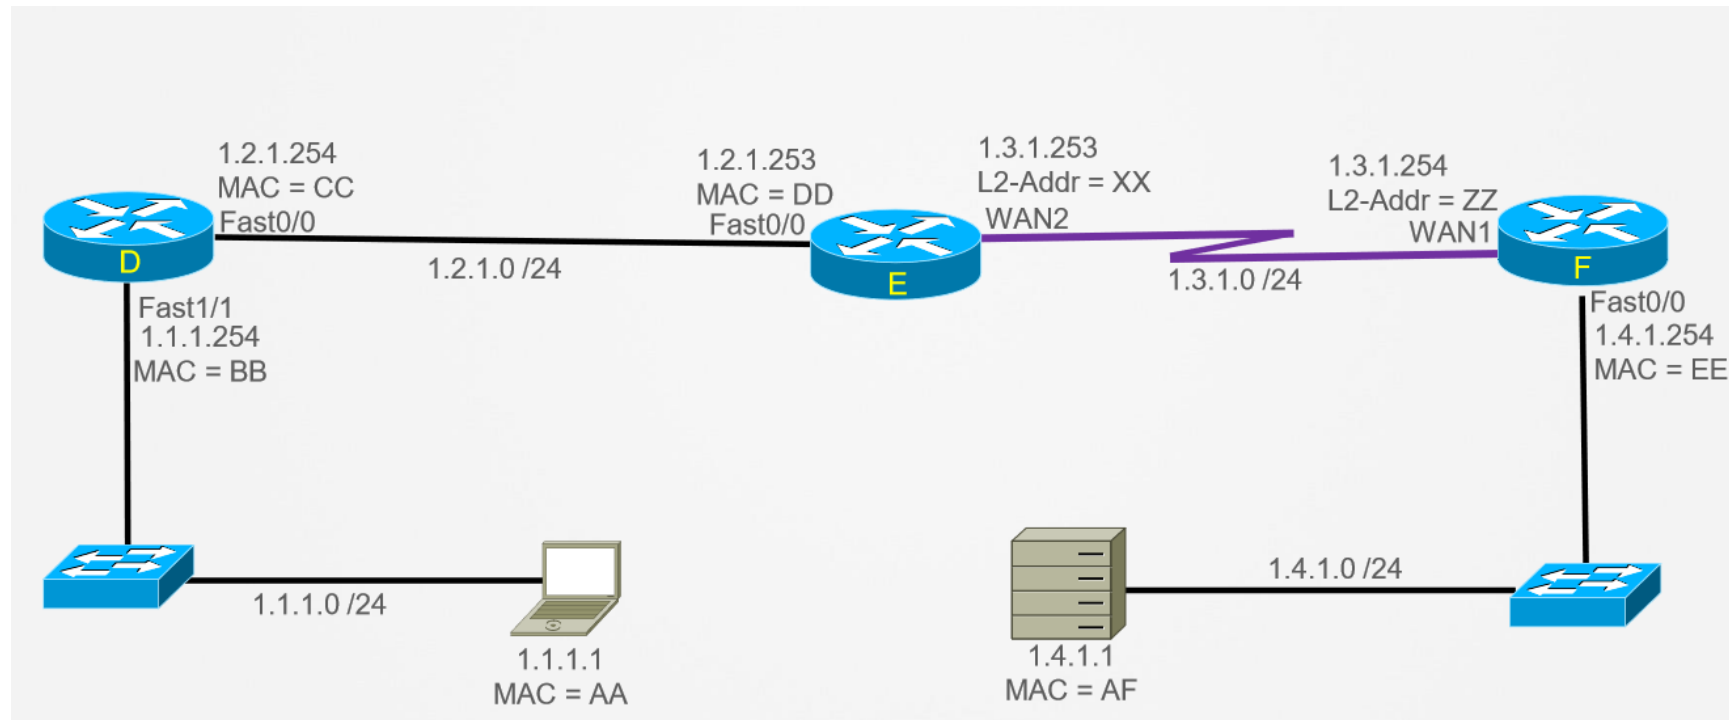 1.2.1.254
MAC = CC
Fast0/0
D
1.2.1.0 /24
1.2.1.253
MAC = DD
Fast0/0
E
1.3.1.253
L2-Addr = XX
WAN2
1.3.1.0 /24
1.3.1.254
L2-Addr = ZZ
WAN1
F
Fast1/1
1.1.1.254
MAC = BB
Fast0/0
1.4.1.254
MAC = EE
1.1.1.0 /24
1.1.1.1
MAC = AA
1.4.1.1
MAC = AF
1.4.1.0 /24